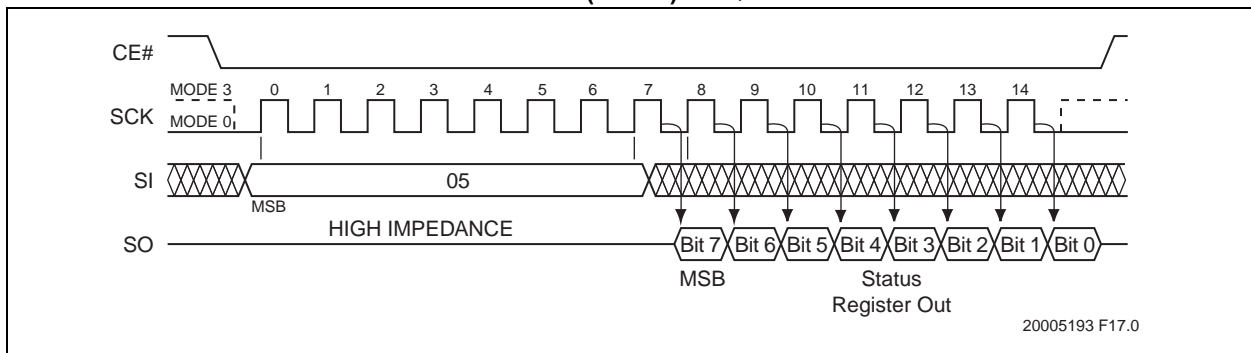 CE#
MODE 3 0 1 2 3 4 5 6 7 8 9 10 11 12 13 14
SCK
MODE 0
SI 05
MSB
HIGH IMPEDANCE
SO Bit 7 Bit 6 Bit 5 Bit 4 Bit 3 Bit 2 Bit 1 Bit 0
MSB Status
Register Out
20005193 F17.0